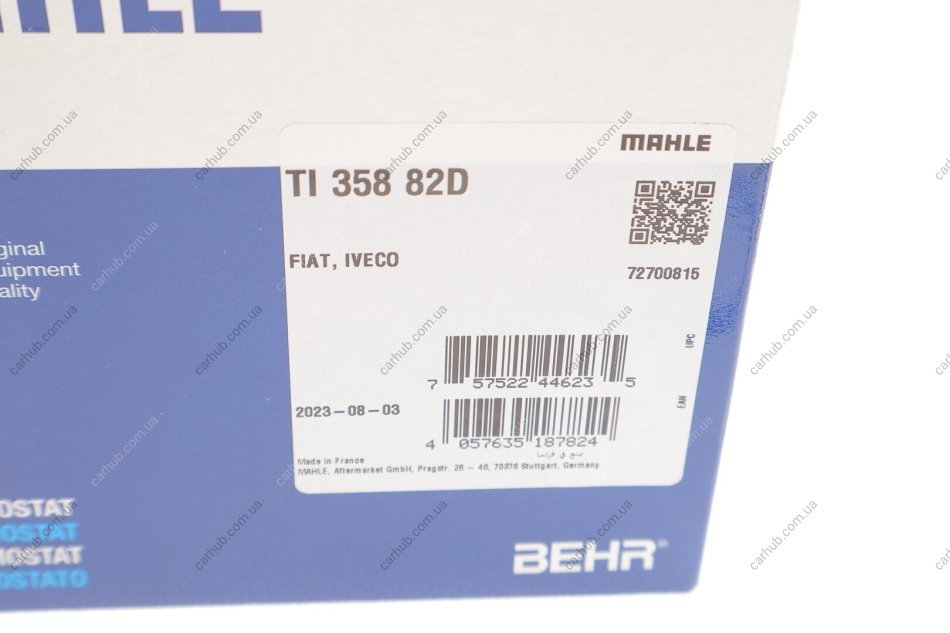 MAHLE
TI 358 82D
FIAT, IVECO
72700815
ginal
uipment
ality
UPC
7 57522 44623 5
2023-08-03
EAN
4 057635 187824
صنع في فرنسا
Made in France
MAHLE, Aftermarket GmbH, Pragstr. 26 - 46, 70376 Stuttgart, Germany
OSTAT
OSTAT
MOSTAT
OSTATO
BEHR®
carhub.com.ua